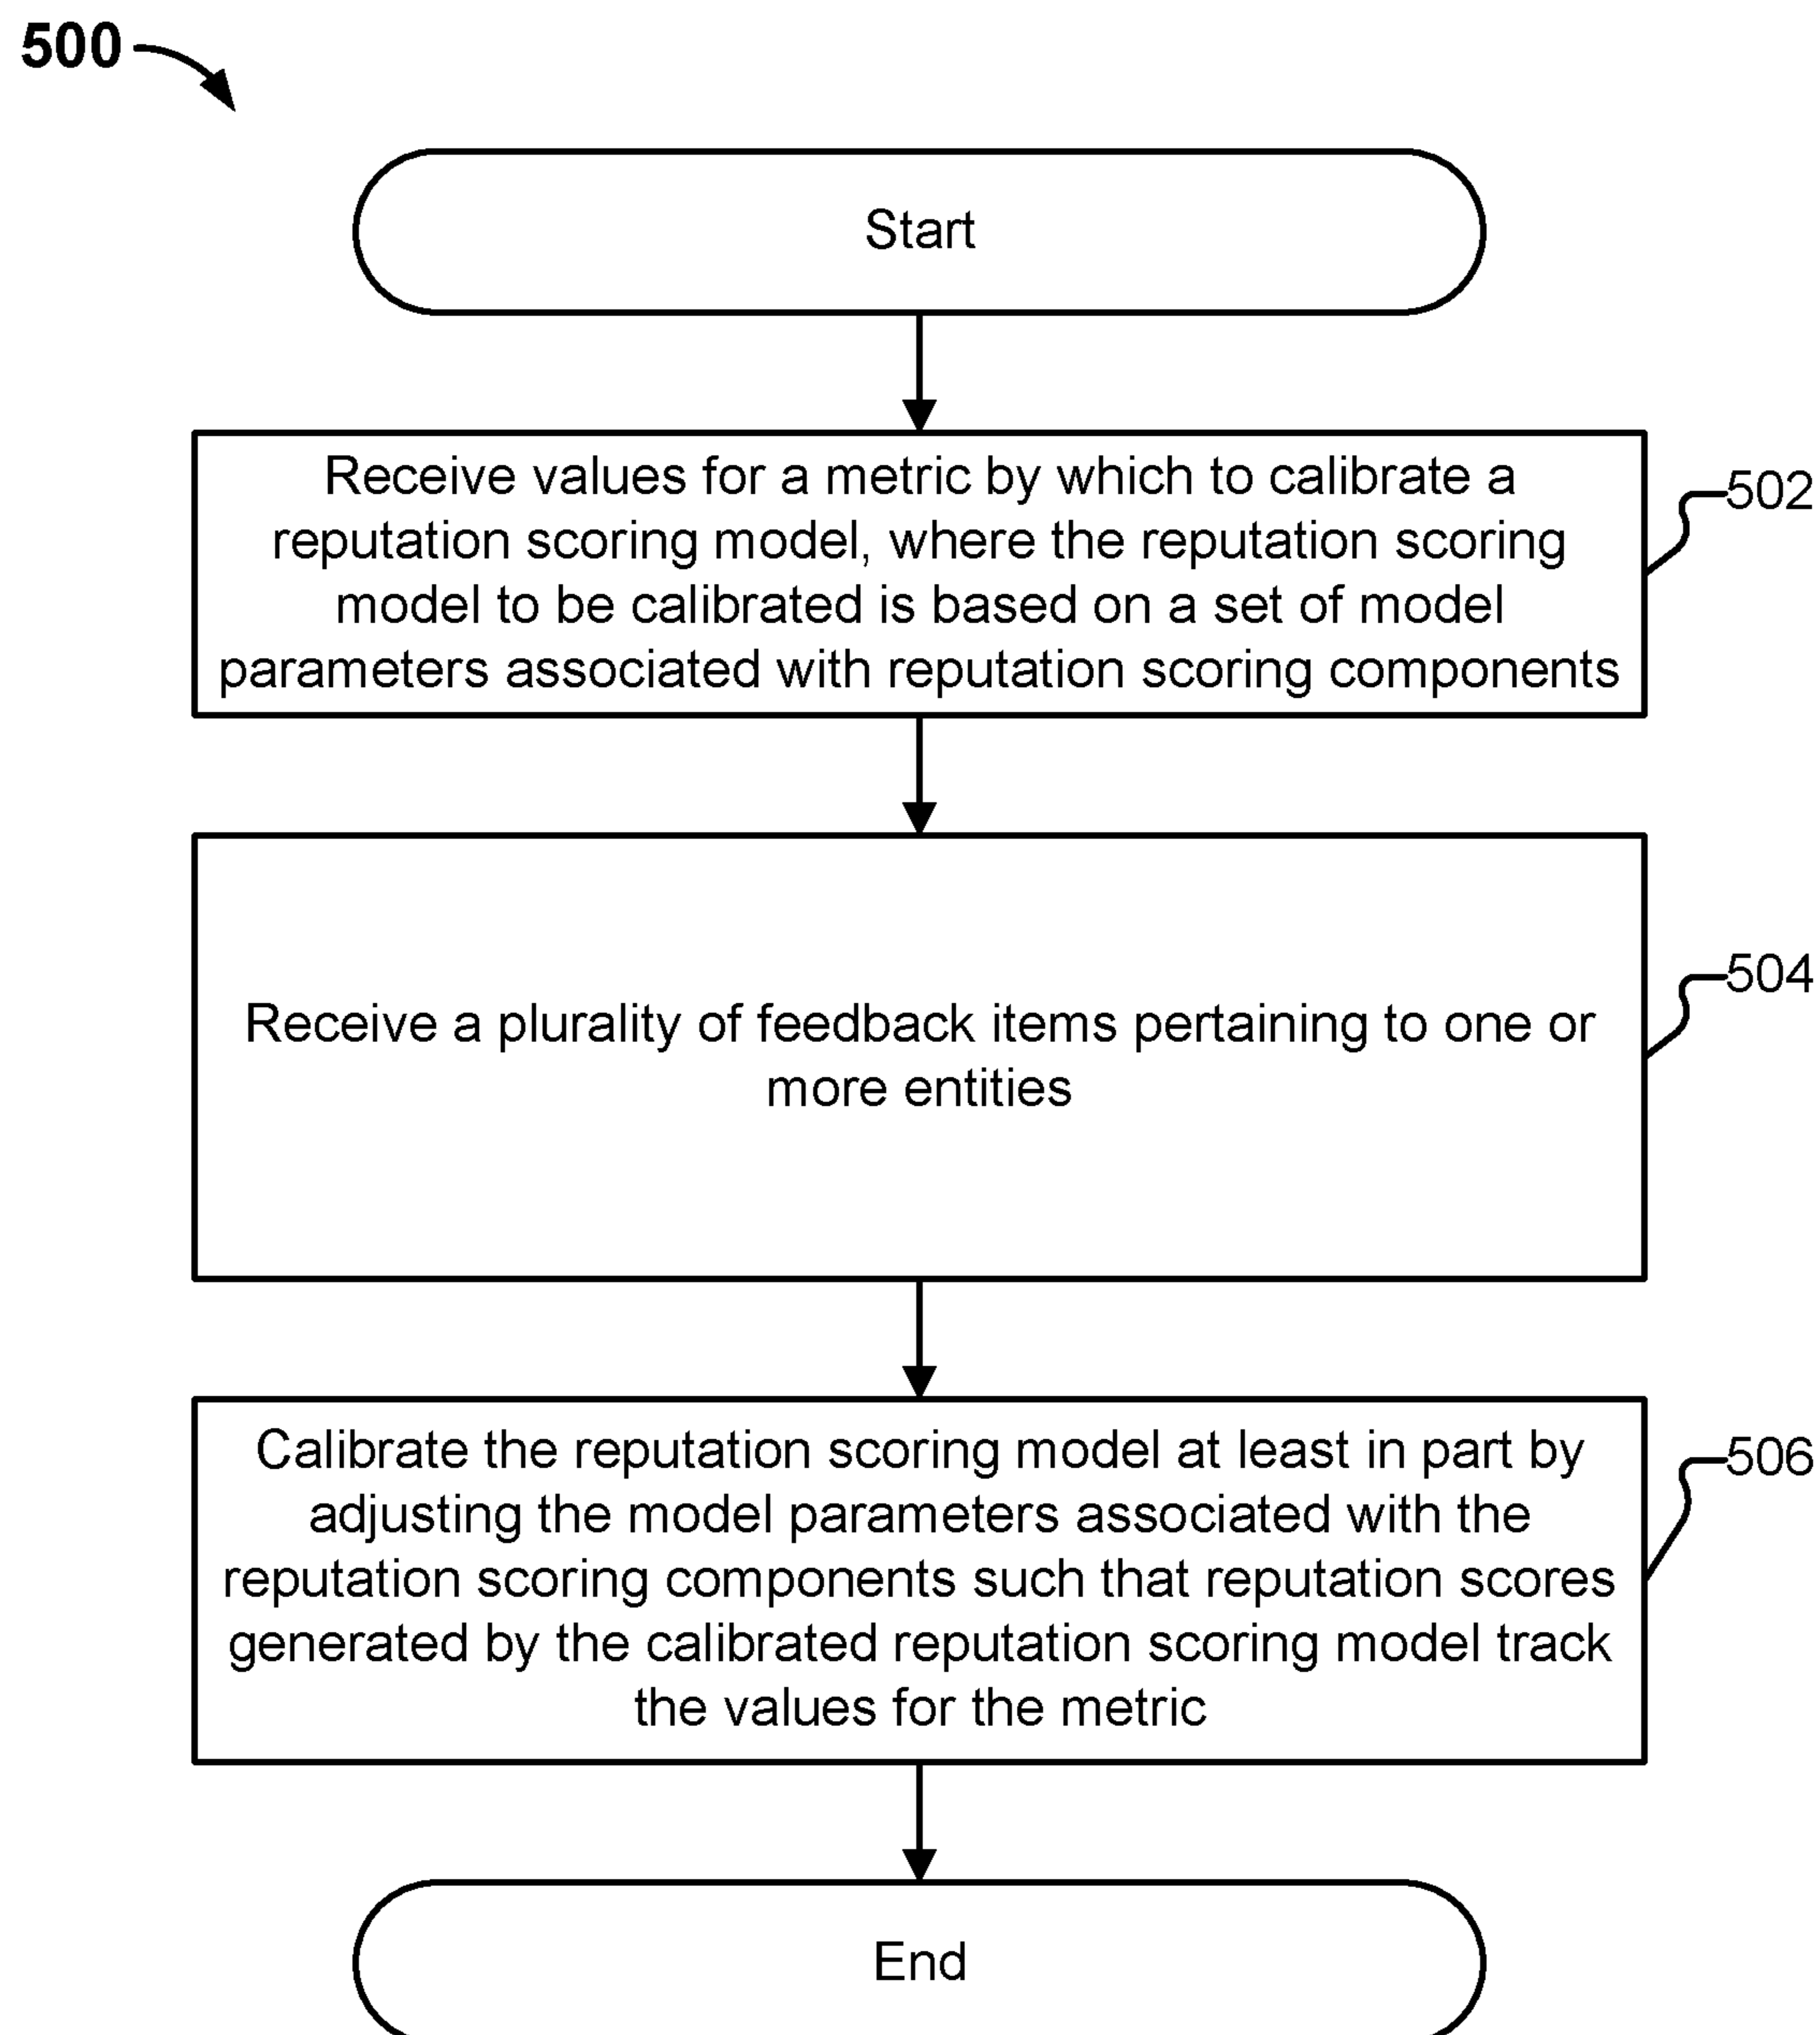 500
Start
Receive values for a metric by which to calibrate a
reputation scoring model, where the reputation scoring
model to be calibrated is based on a set of model
parameters associated with reputation scoring components
502
Receive a plurality of feedback items pertaining to one or
more entities
504
Calibrate the reputation scoring model at least in part by
adjusting the model parameters associated with the
reputation scoring components such that reputation scores
generated by the calibrated reputation scoring model track
the values for the metric
506
End